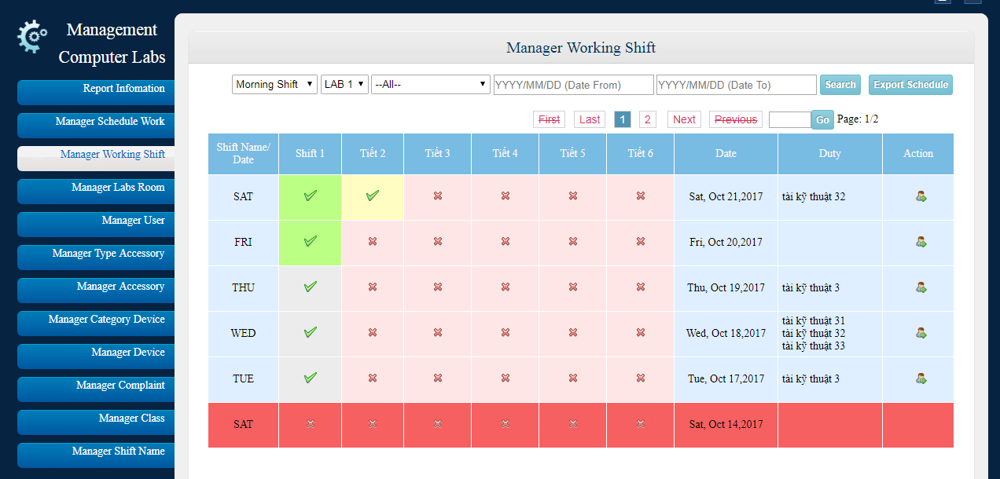 Management
Computer Labs
Report Infomation
Manager Schedule Work
Manager Working Shift
Manager Labs Room
Manager User
Manager Type Accessory
Manager Accessory
Manager Category Device
Manager Device
Manager Complaint
Manager Class
Manager Shift Name
Manager Working Shift
Morning Shift LAB 1 --All-- YYYY/MM/DD (Date From) YYYY/MM/DD (Date To) Search Export Schedule
First Last 1 2 Next Previous Go Page: 1/2
Shift Name/
Date Shift 1 Tiết 2 Tiết 3 Tiết 4 Tiết 5 Tiết 6 Date Duty Action
SAT Sat, Oct 21,2017 tài kỹ thuật 32
FRI Fri, Oct 20,2017
THU Thu, Oct 19,2017 tài kỹ thuật 3
WED Wed, Oct 18,2017 tài kỹ thuật 31
tài kỹ thuật 32
tài kỹ thuật 33
TUE Tue, Oct 17,2017 tài kỹ thuật 3
SAT Sat, Oct 14,2017